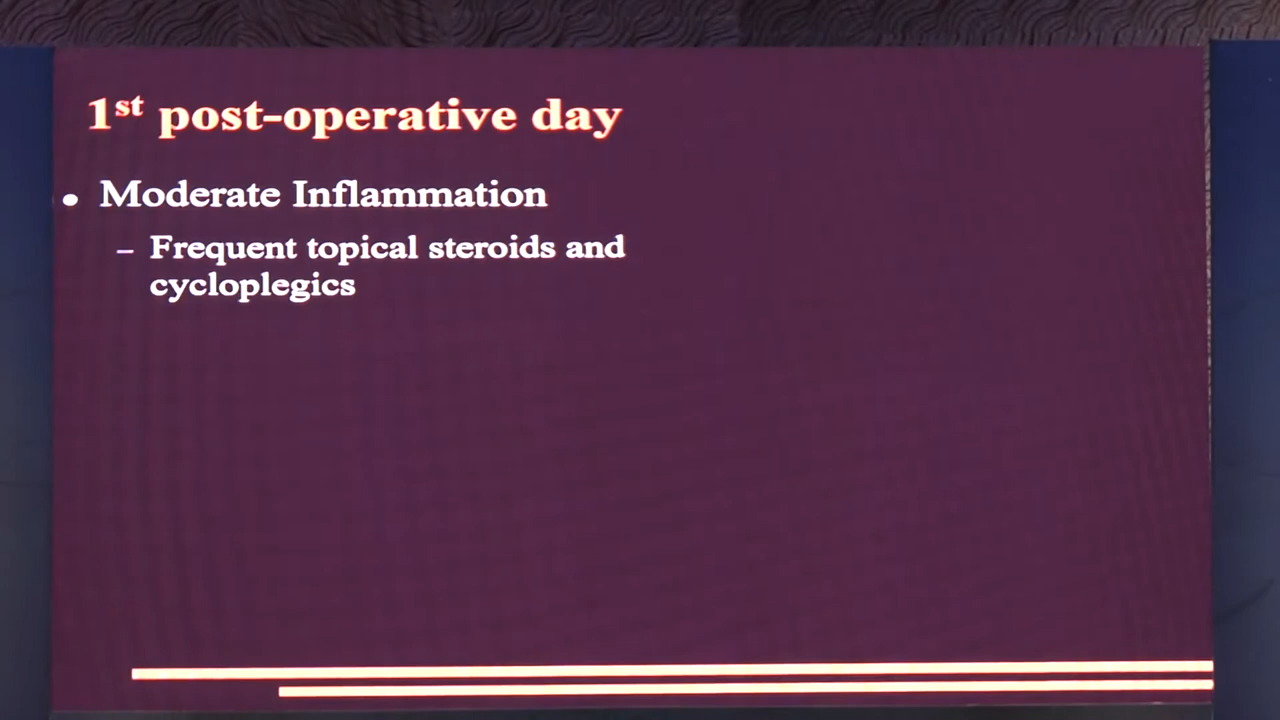 1st post-operative day
• Moderate Inflammation
– Frequent topical steroids and
cycloplegics